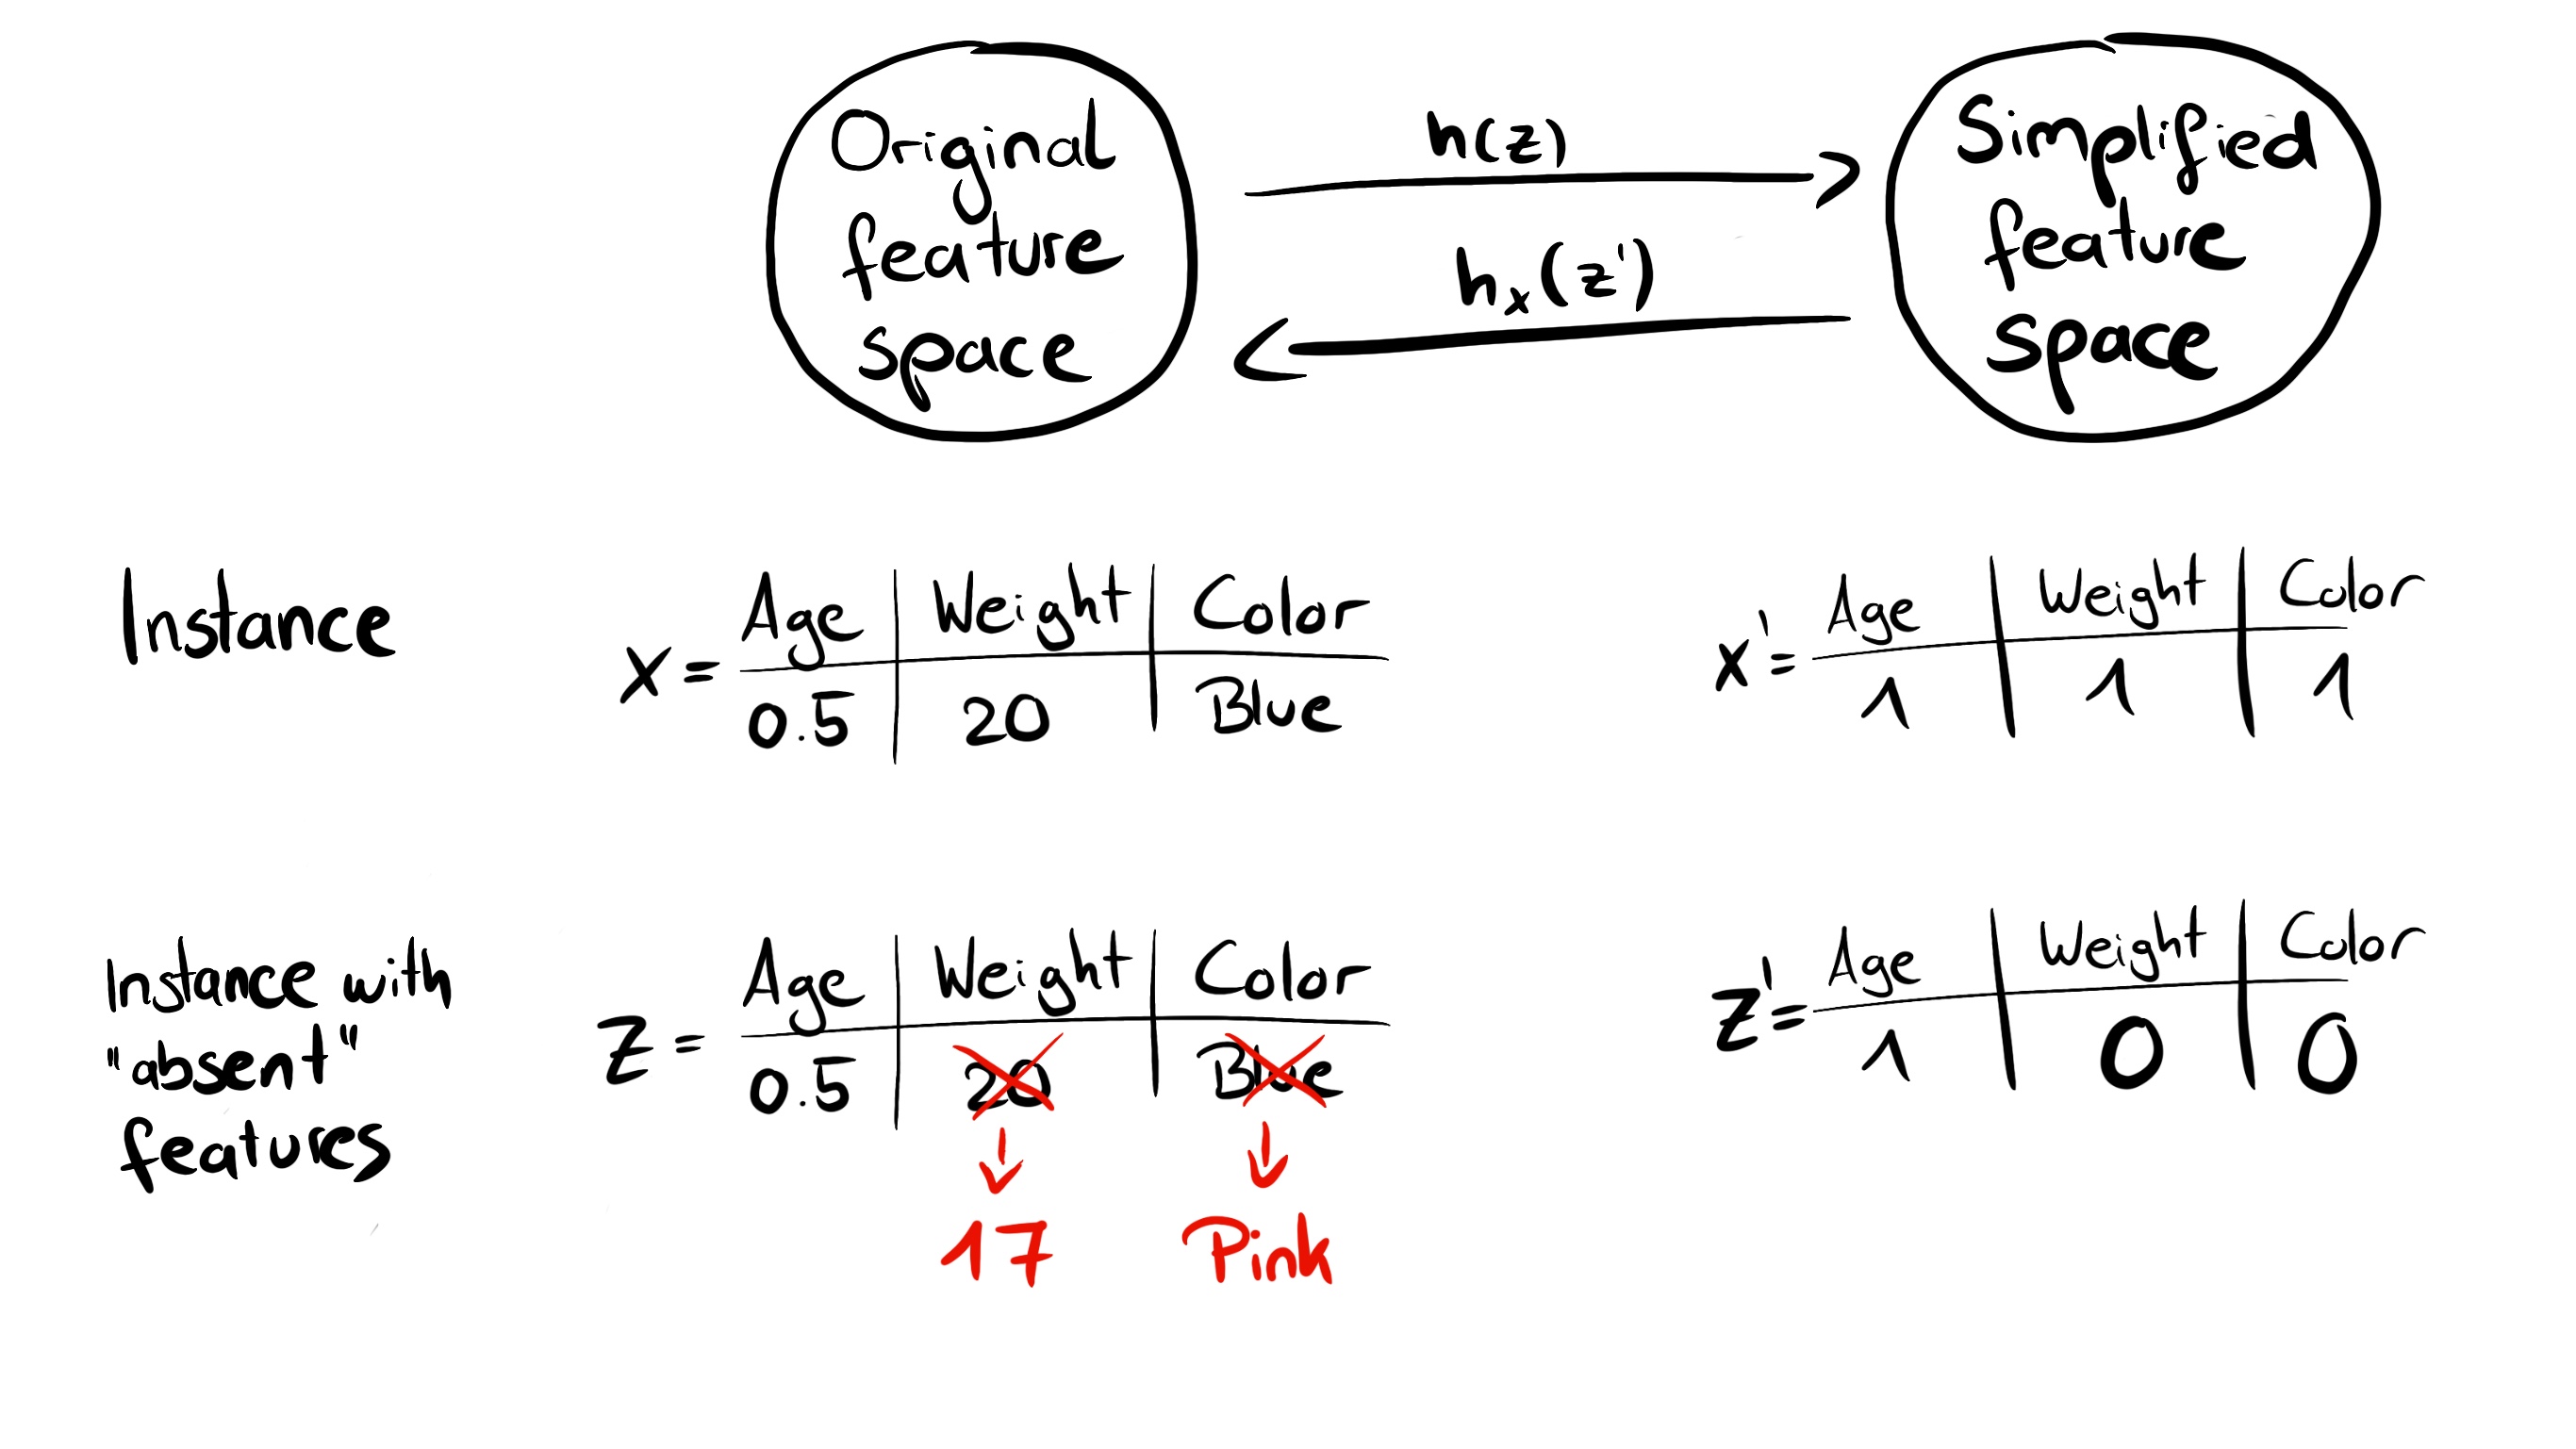 Original
feature
space
h(z)
hx(z')
Simplified
feature
space
Instance
x = Age Weight Color
0.5 20 Blue
x' = Age Weight Color
1 1 1
Instance with
"absent"
features
z = Age Weight Color
0.5 20 Blue
17 Pink
z' = Age Weight Color
1 0 0